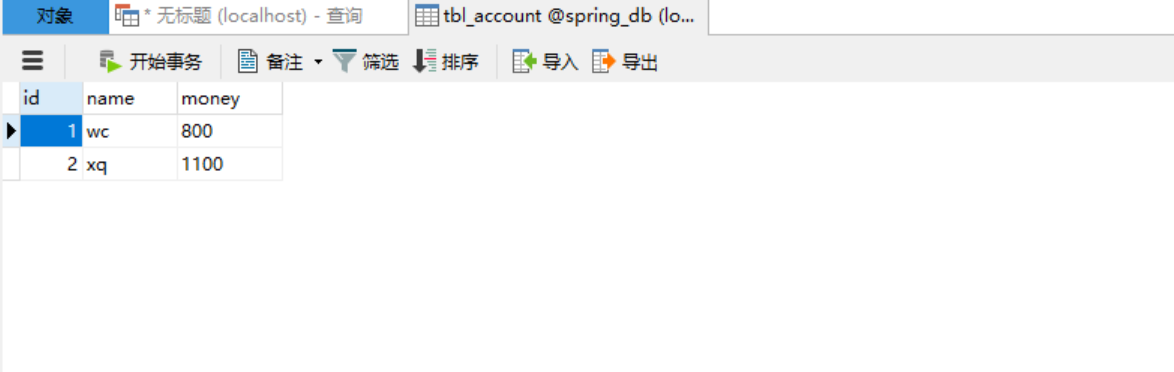 对象 * 无标题 (localhost) - 查询 tbl_account @spring_db (lo...
开始事务 备注 筛选 排序 导入 导出
id name money
1 wc 800
2 xq 1100